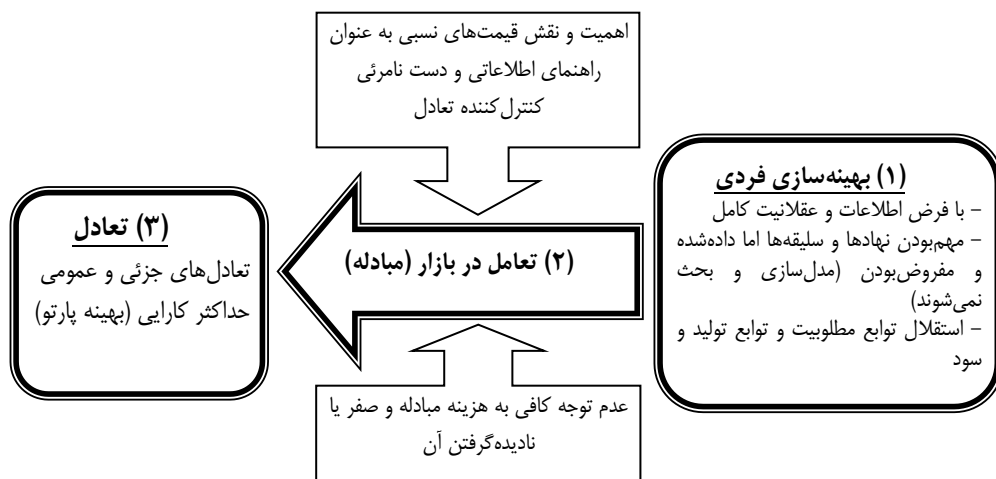 اهمیت و نقش قیمت‌های نسبی به عنوان
راهنمای اطلاعاتی و دست نامرئی
کنترل‌کننده تعادل
(۱) بهینه‌سازی فردی
- با فرض اطلاعات و عقلانیت کامل
- مهم‌بودن نهادها و سلیقه‌ها اما داده‌شده
و مفروض‌بودن (مدل‌سازی و بحث
نمی‌شوند)
- استقلال توابع مطلوبیت و توابع تولید و
سود
(۲) تعامل در بازار (مبادله)
(۳) تعادل
تعادل‌های جزئی و عمومی
حداکثر کارایی (بهینه پارتو)
عدم توجه کافی به هزینه مبادله و صفر یا
نادیده‌گرفتن آن